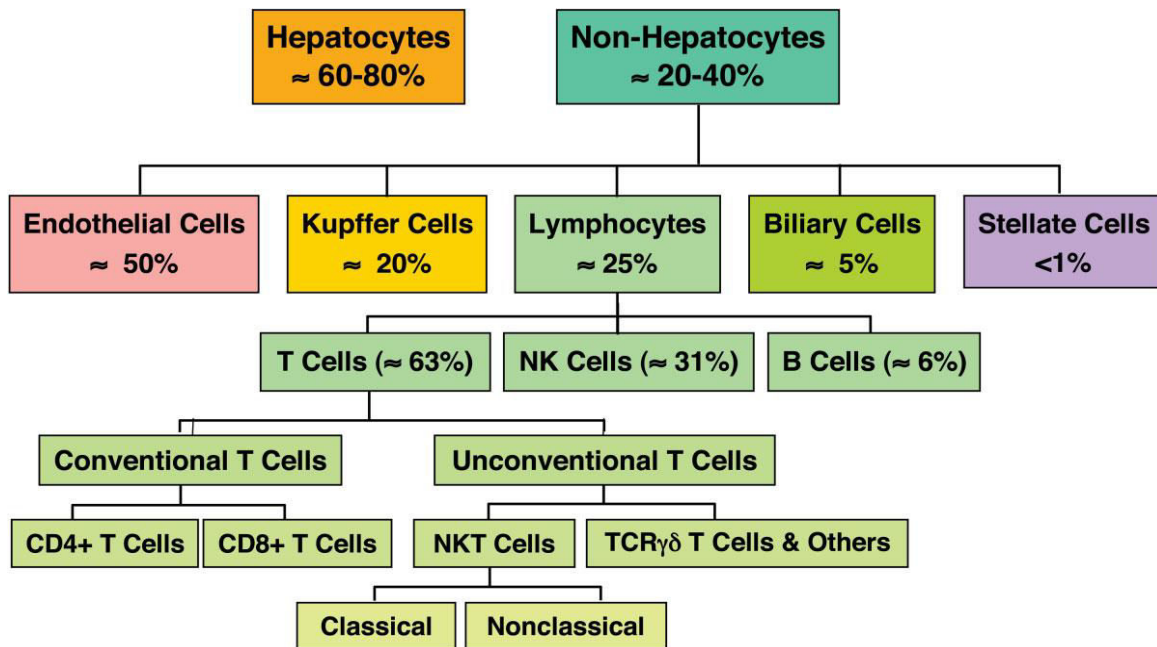 Hepatocytes
≈ 60-80%
Non-Hepatocytes
≈ 20-40%
Endothelial Cells
≈ 50%
Kupffer Cells
≈ 20%
Lymphocytes
≈ 25%
Biliary Cells
≈ 5%
Stellate Cells
<1%
T Cells (≈ 63%)
NK Cells (≈ 31%)
B Cells (≈ 6%)
Conventional T Cells
Unconventional T Cells
CD4+ T Cells
CD8+ T Cells
NKT Cells
TCRγδ T Cells & Others
Classical
Nonclassical